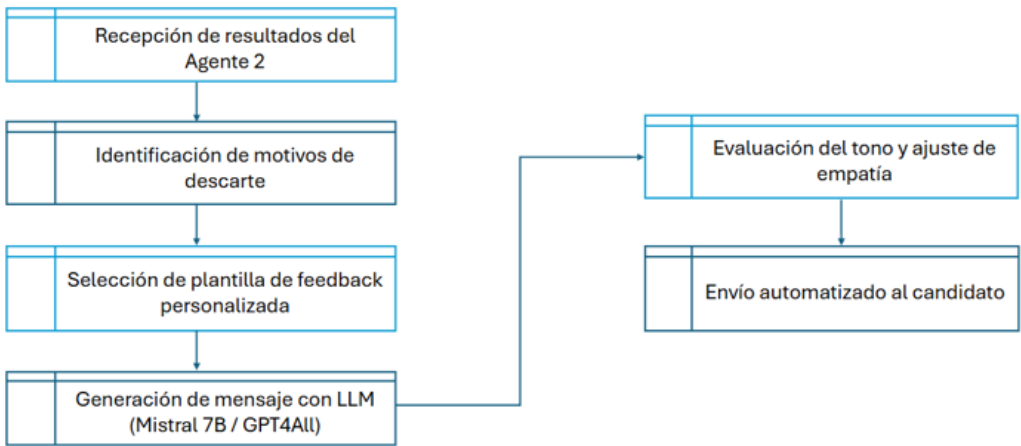 Recepción de resultados del
Agente 2
Identificación de motivos de
descarte
Selección de plantilla de feedback
personalizada
Generación de mensaje con LLM
(Mistral 7B / GPT4All)
Evaluación del tono y ajuste de
empatía
Envío automatizado al candidato